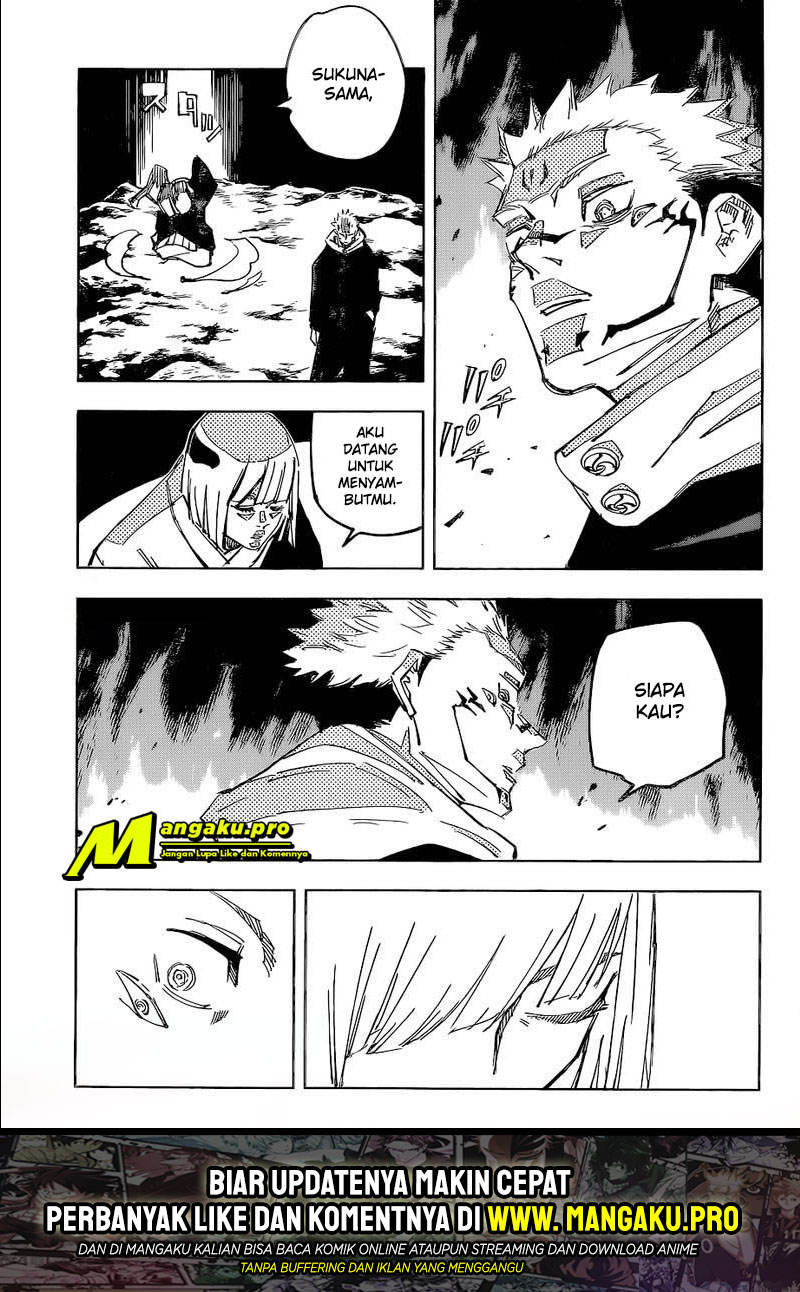 SUKUNA-
SAMA,
ズ
AKU
DATANG
UNTUK
MENYAM-
BUTMU.
SIAPA
KAU?
Mangaku.pro
Jangan Lupa Like dan Komennya
BIAR UPDATENYA MAKIN CEPAT
PERBANYAK LIKE DAN KOMENTNYA DI WWW. MANGAKU.PRO
DAN DI MANGAKU KALIAN BISA BACA KOMIK ONLINE ATAUPUN STREAMING DAN DOWNLOAD ANIME
TANPA BUFFERING DAN IKLAN YANG MENGGANGU